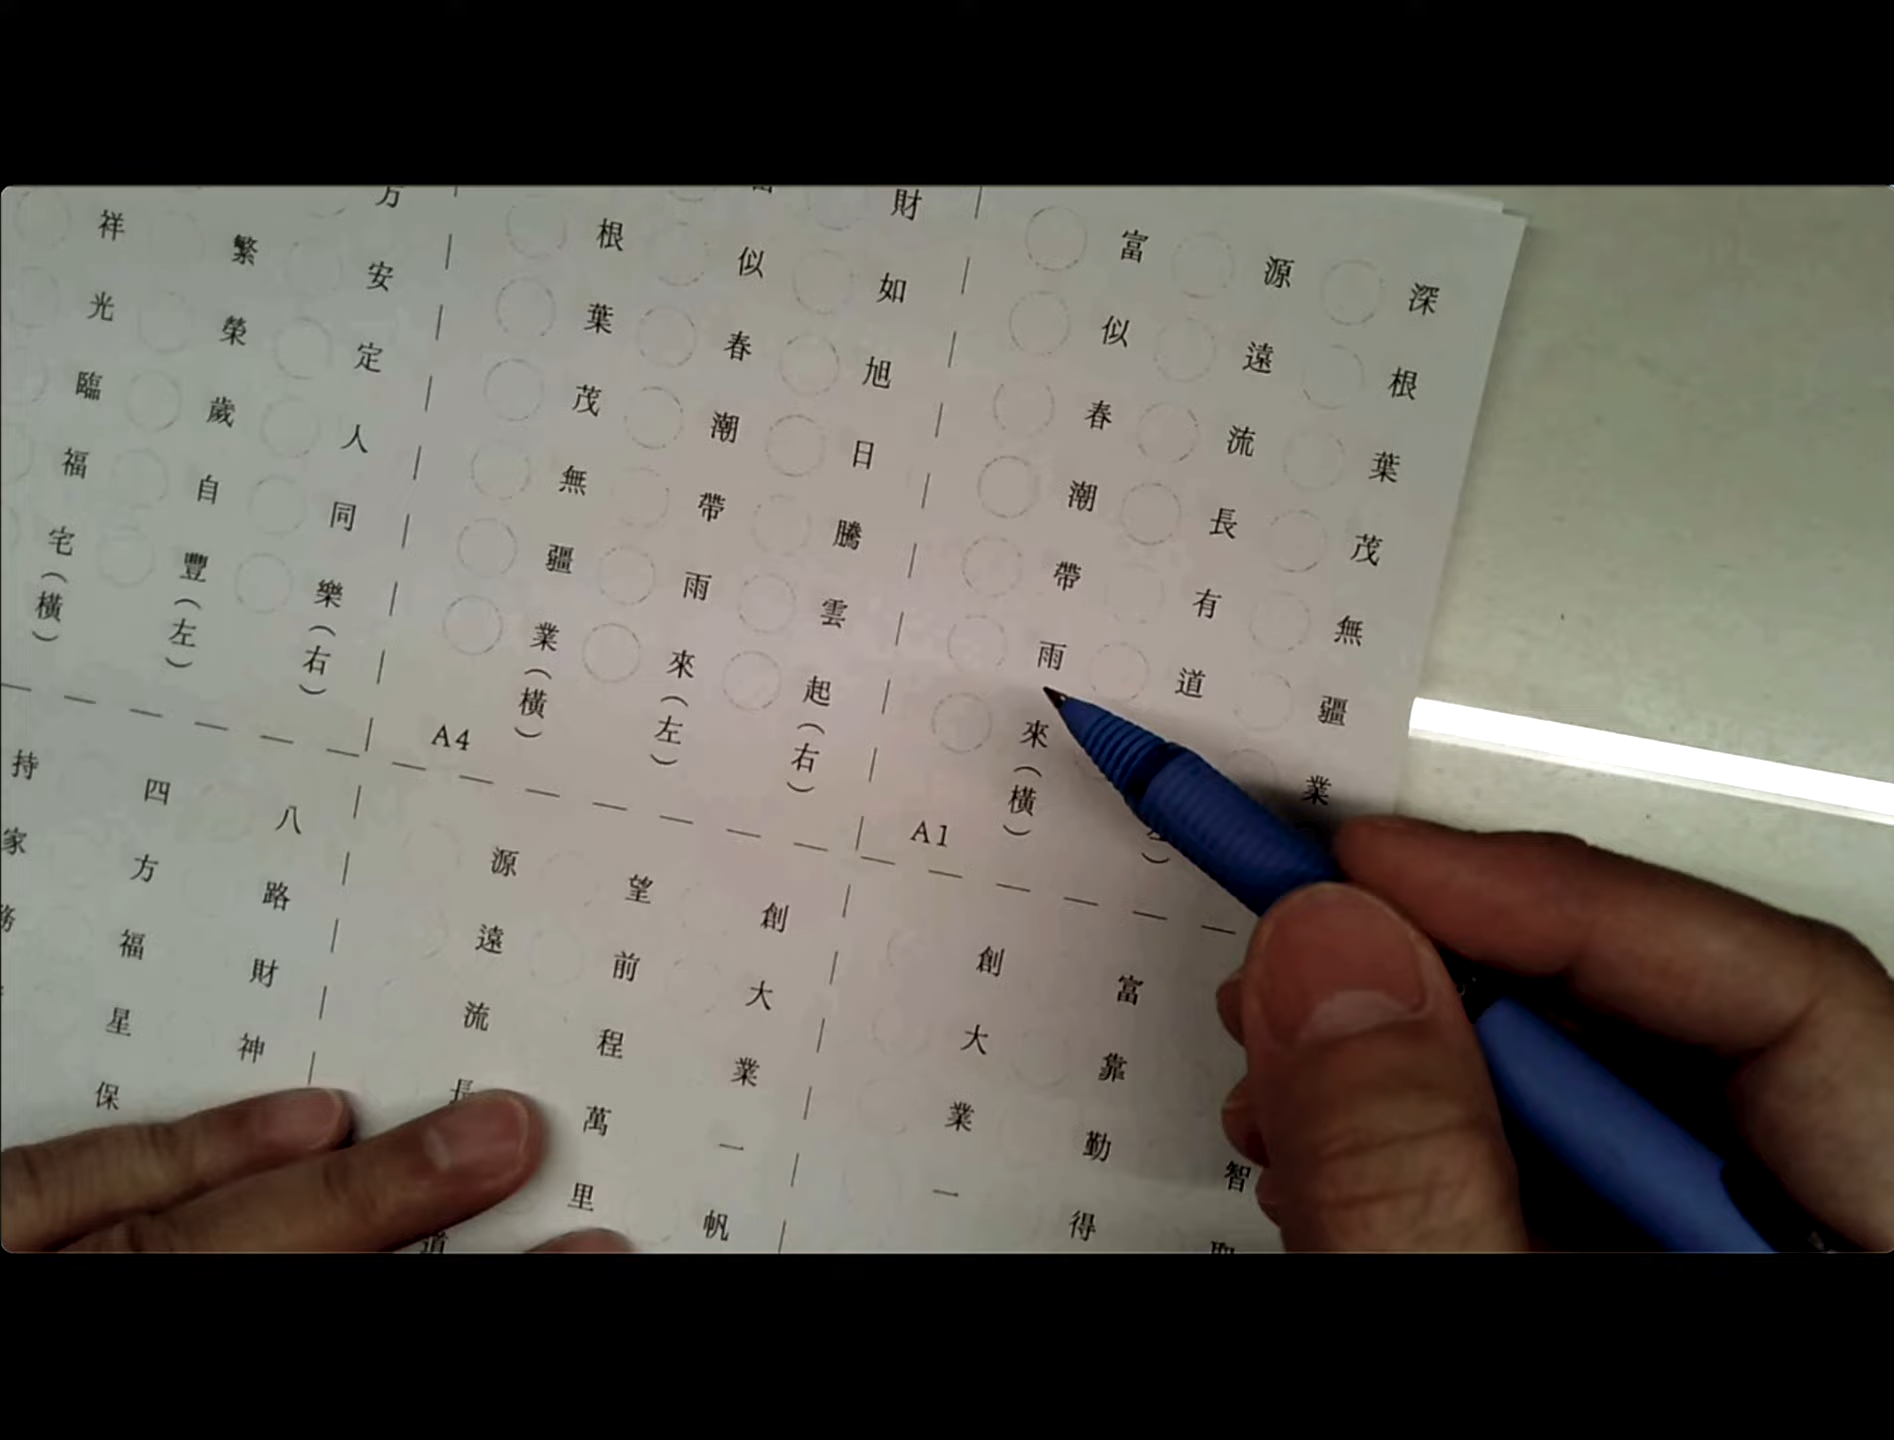 深根葉茂無疆業
源遠流長有道
富似春潮帶雨來（橫）
A1
財如旭日騰雲起（右）
似春潮帶雨來（左）
根葉茂無疆業（橫）
A4
方安定人同樂（右）
繁榮歲自豐（左）
祥光臨福宅（橫）
智
富靠勤得
創大業一
創大業一帆
望前程萬里
源遠流長道
八路財神
四方福星保
持家務